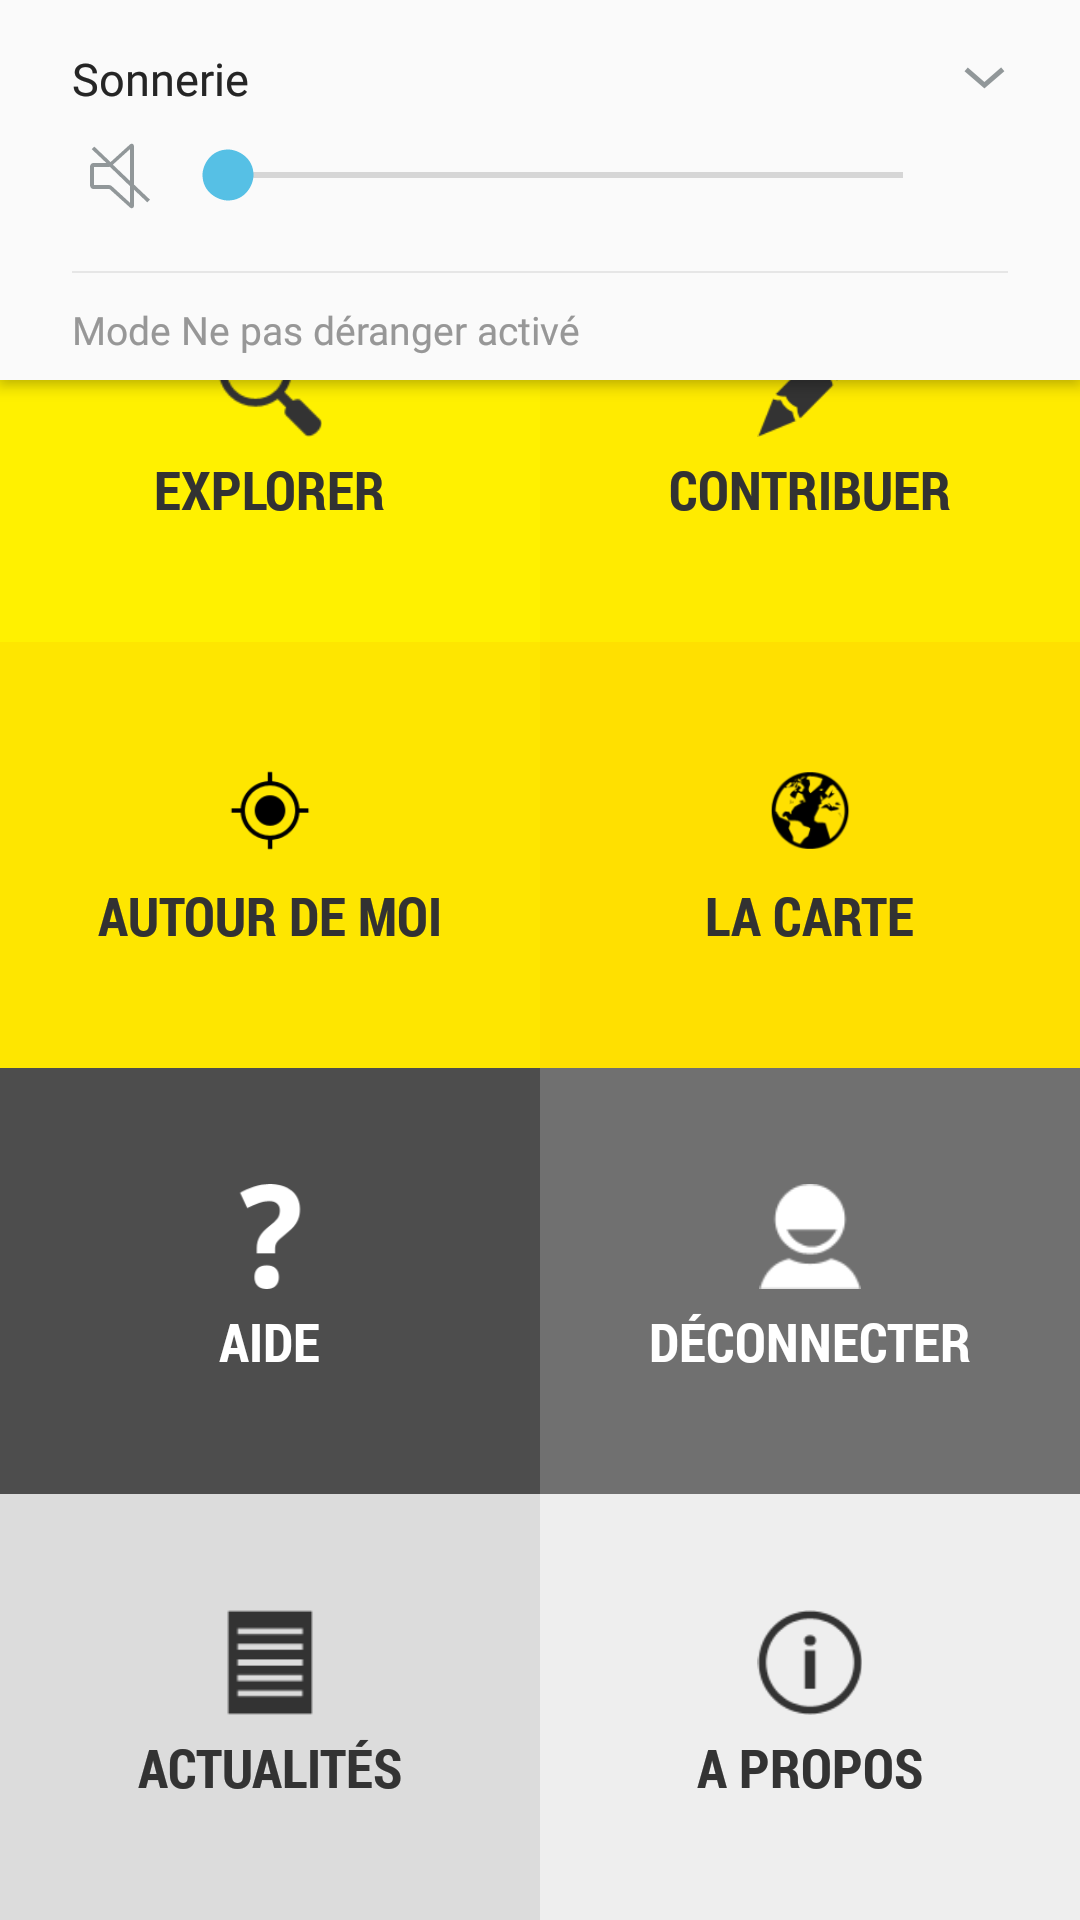 Sonnerie
Mode Ne pas déranger activé
EXPLORER
CONTRIBUER
AUTOUR DE MOI
LA CARTE
?
AIDE
DÉCONNECTER
ACTUALITÉS
A PROPOS